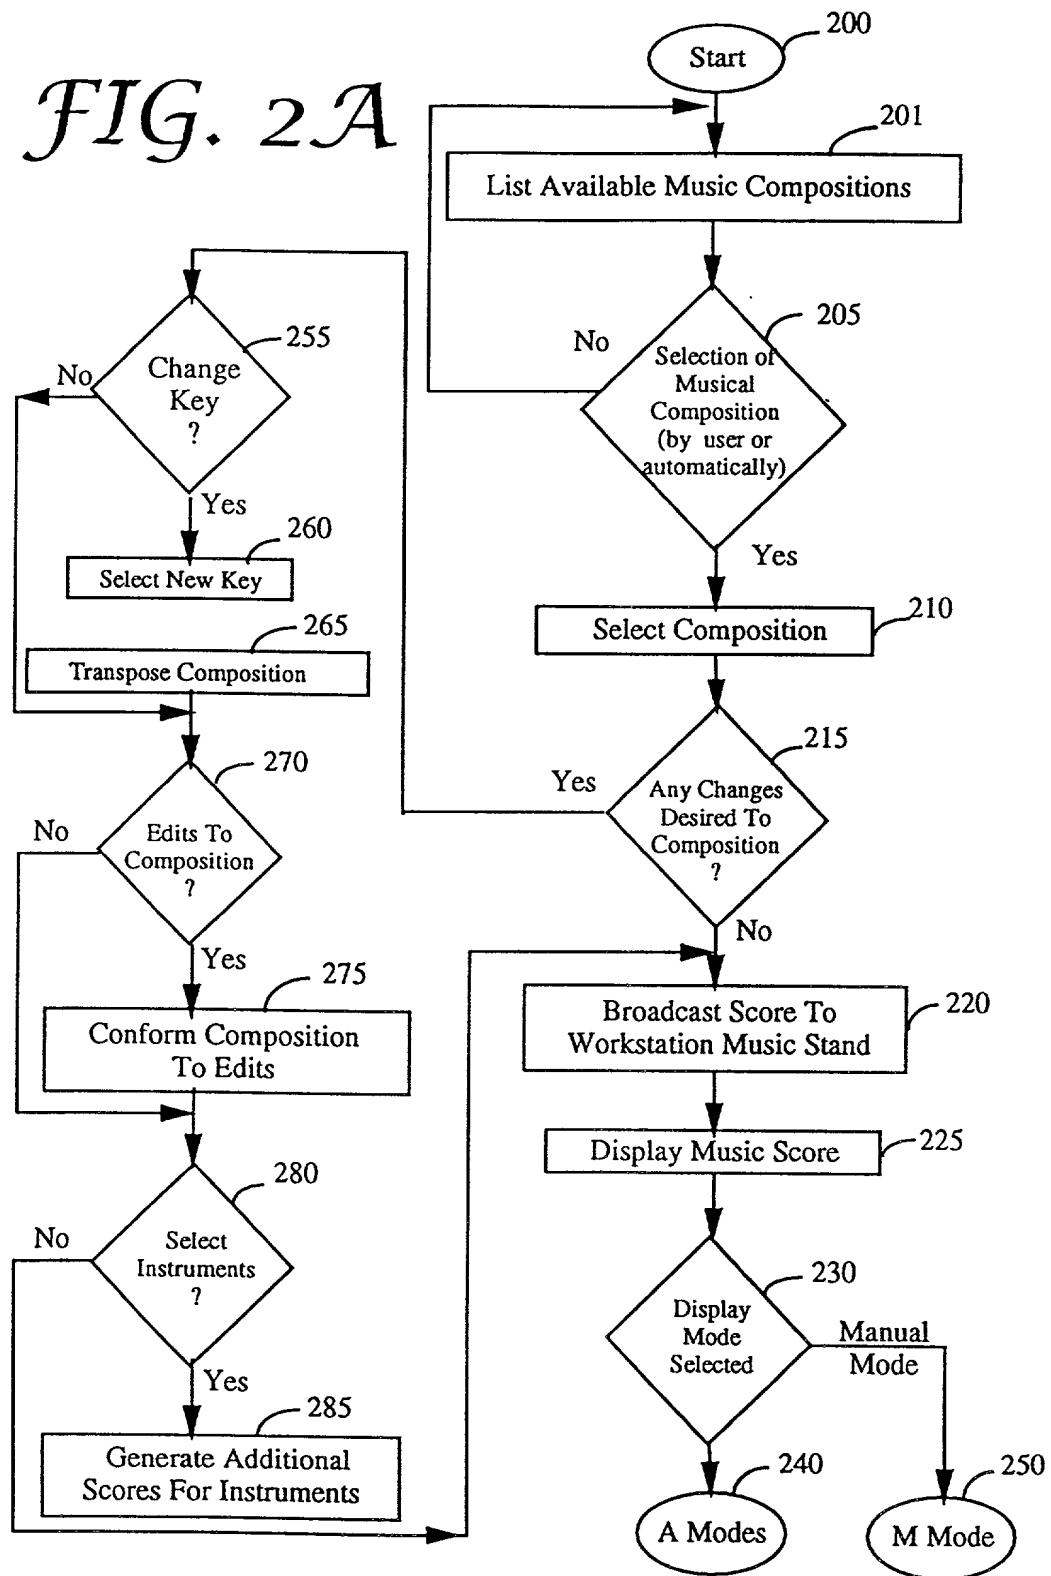 FIG. 2A
Start
200
201
List Available Music Compositions
205
No
Selection of
Musical
Composition
(by user or
automatically)
Yes
210
Select Composition
215
Yes
Any Changes
Desired To
Composition
?
No
220
Broadcast Score To
Workstation Music Stand
225
Display Music Score
230
Display
Mode
Selected
Manual
Mode
240
A Modes
250
M Mode
255
No
Change
Key
?
Yes
260
Select New Key
265
Transpose Composition
270
No
Edits To
Composition
?
Yes
275
Conform Composition
To Edits
280
No
Select
Instruments
?
Yes
285
Generate Additional
Scores For Instruments